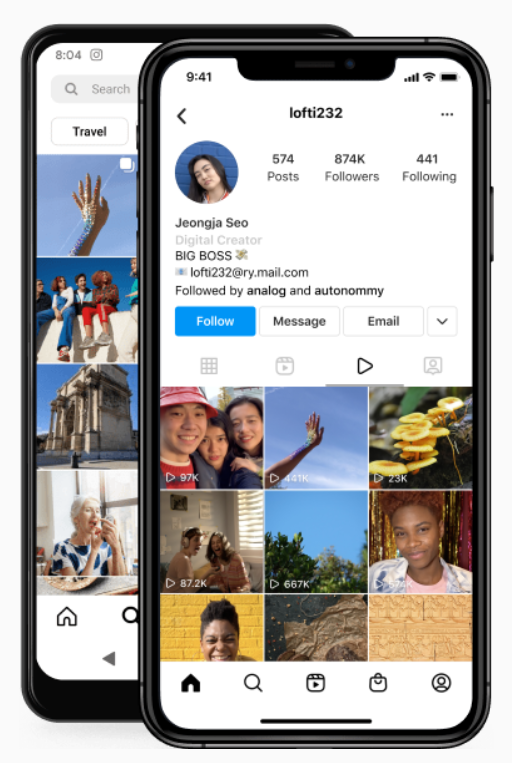 8:04
Search
Travel
9:41
lofti232
574
Posts
874K
Followers
441
Following
Jeongja Seo
Digital Creator
BIG BOSS 💸
📧 lofti232@ry.mail.com
Followed by analog and autonommy
Follow
Message
Email
97K
441K
23K
87.2K
667K